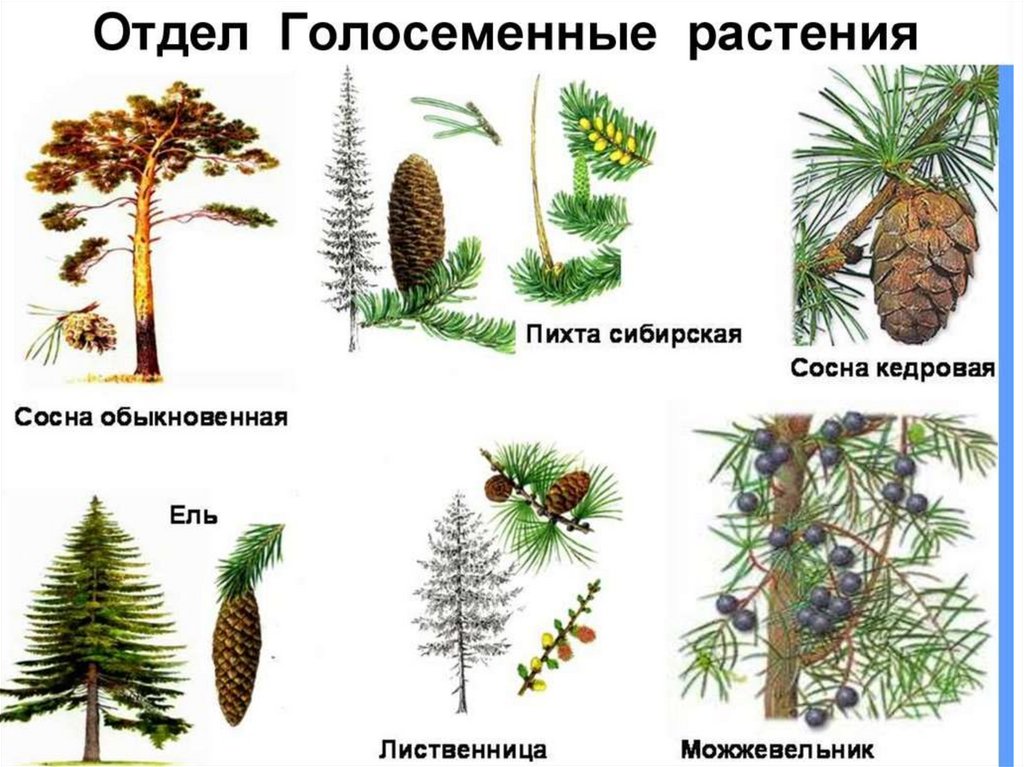 Отдел Голосеменные растения
Пихта сибирская
Сосна кедровая
Сосна обыкновенная
Ель
Лиственница
Можжевельник